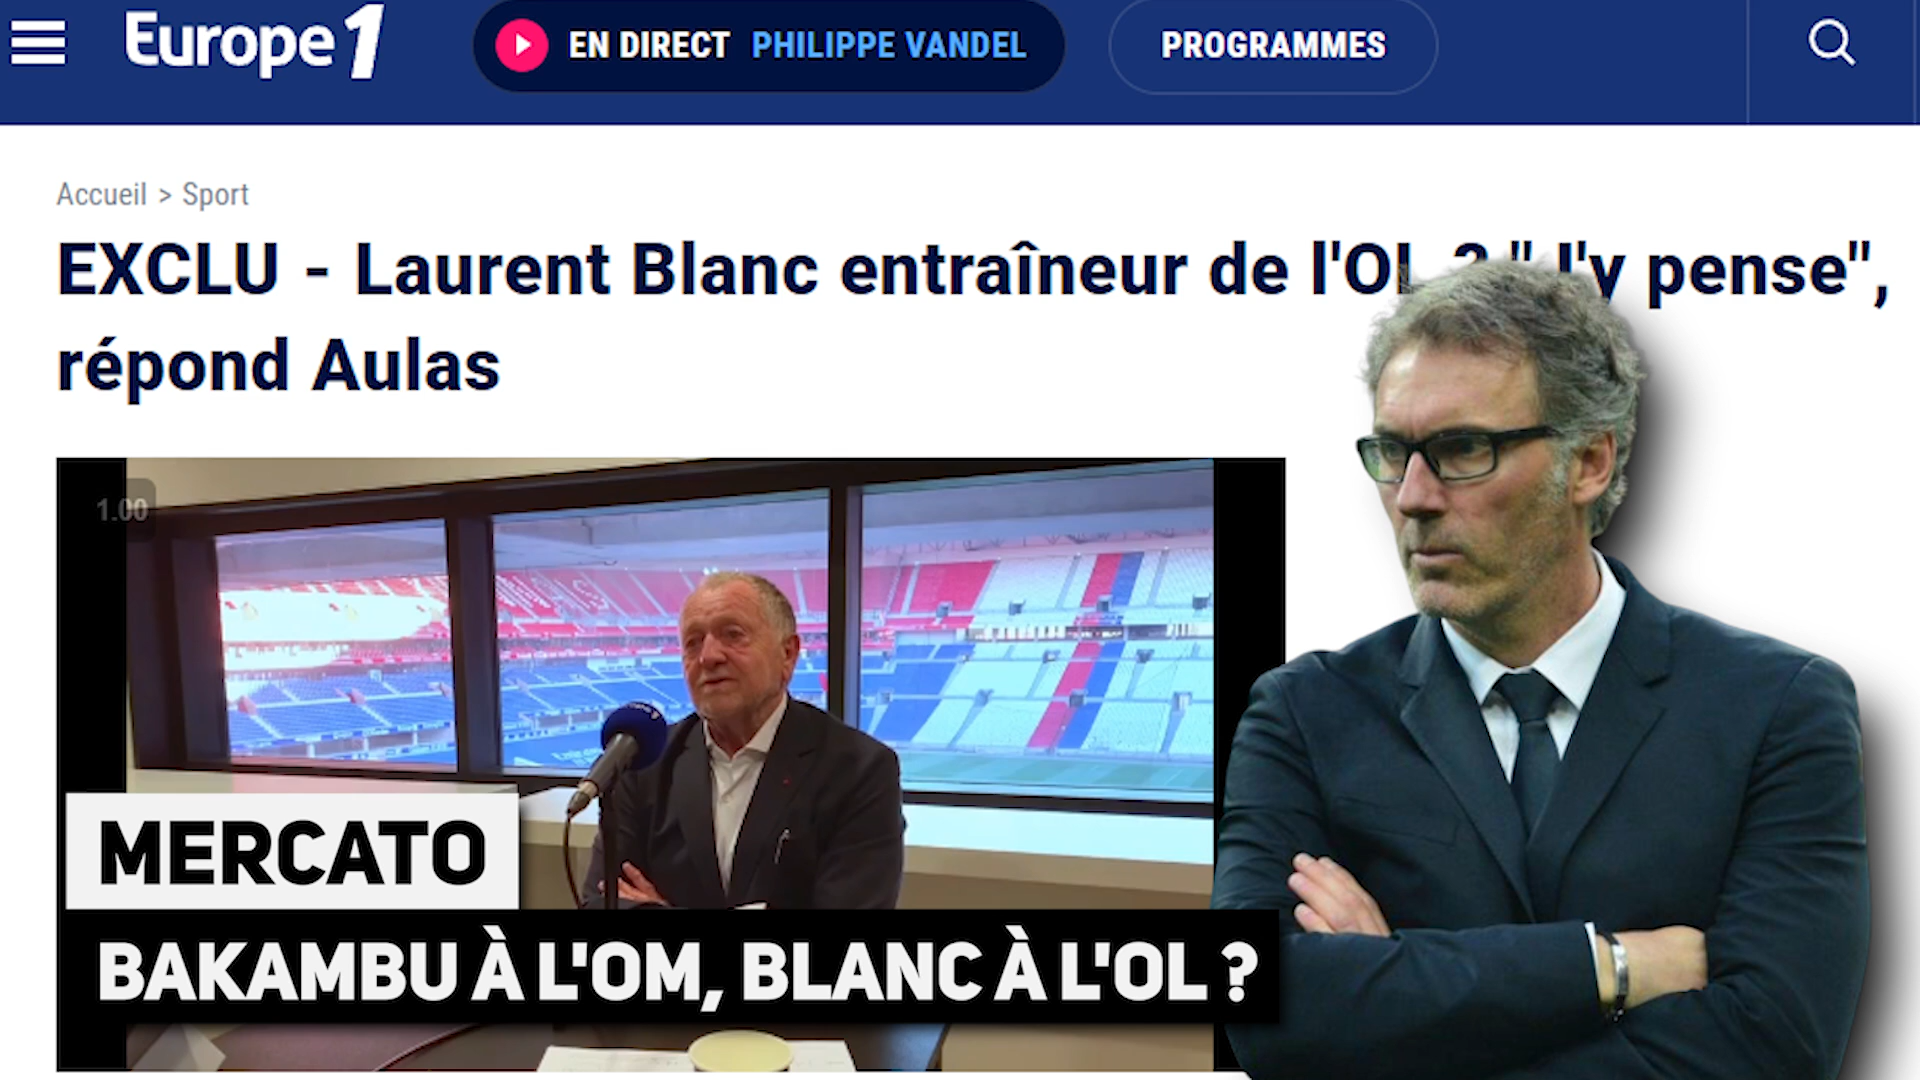 Europe 1
EN DIRECT PHILIPPE VANDEL
PROGRAMMES
Accueil > Sport
EXCLU - Laurent Blanc entraîneur de l'OL ? "J'y pense",
répond Aulas
1.00
MERCATO
BAKAMBU À L'OM, BLANC À L'OL ?